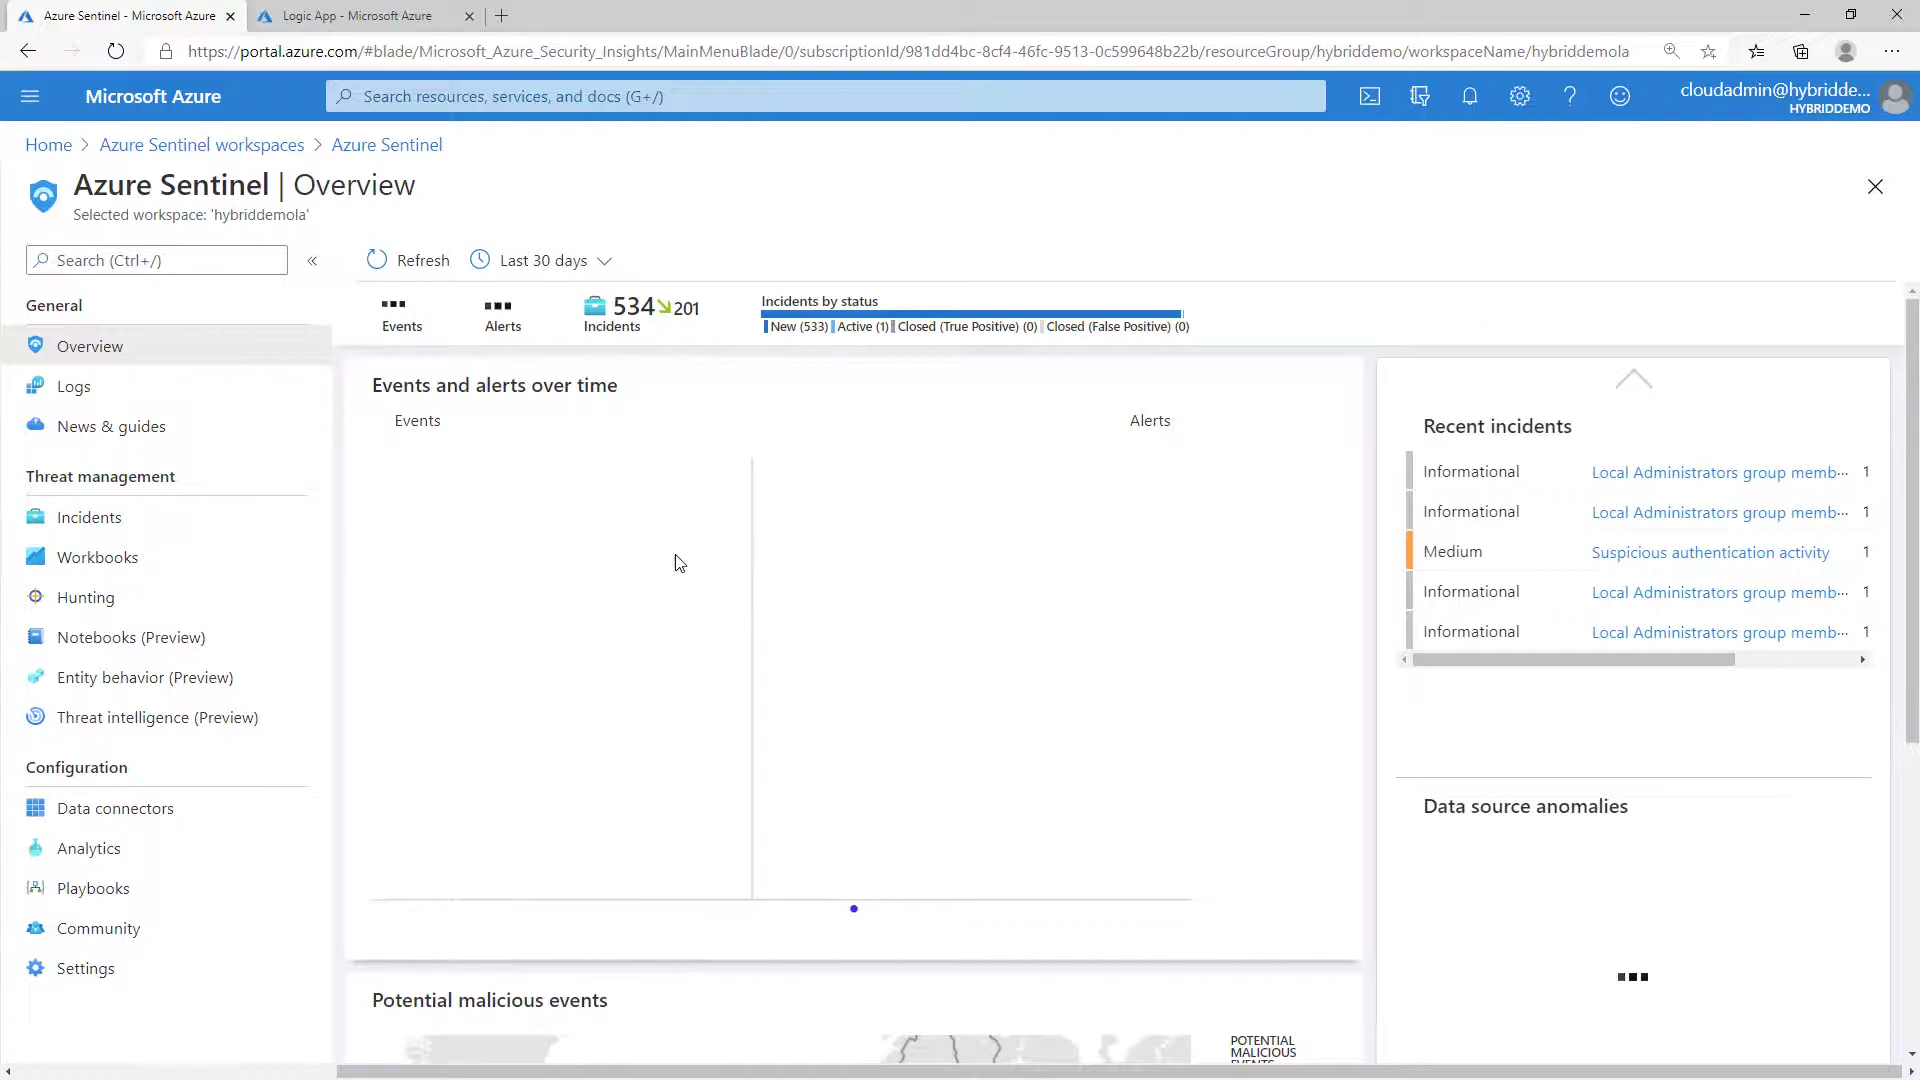 Azure Sentinel - Microsoft Azure
Logic App - Microsoft Azure
https://portal.azure.com/#blade/Microsoft_Azure_Security_Insights/MainMenuBlade/0/subscriptionId/981dd4bc-8cf4-46fc-9513-0c599648b22b/resourceGroup/hybriddemo/workspaceName/hybriddemola
Microsoft Azure
Search resources, services, and docs (G+/)
cloudadmin@hybridde...
HYBRIDDEMO
Home > Azure Sentinel workspaces > Azure Sentinel
Azure Sentinel | Overview
Selected workspace: 'hybriddemola'
Search (Ctrl+/)
«
Refresh
Last 30 days
General
Overview
Logs
News & guides
Threat management
Incidents
Workbooks
Hunting
Notebooks (Preview)
Entity behavior (Preview)
Threat intelligence (Preview)
Configuration
Data connectors
Analytics
Playbooks
Community
Settings
Events
Alerts
534 201
Incidents
Incidents by status
New (533) Active (1) Closed (True Positive) (0) Closed (False Positive) (0)
Events and alerts over time
Events
Alerts
Potential malicious events
POTENTIAL
MALICIOUS
EVENTS
Recent incidents
Informational Local Administrators group memb... 1
Informational Local Administrators group memb... 1
Medium Suspicious authentication activity 1
Informational Local Administrators group memb... 1
Informational Local Administrators group memb... 1
Data source anomalies